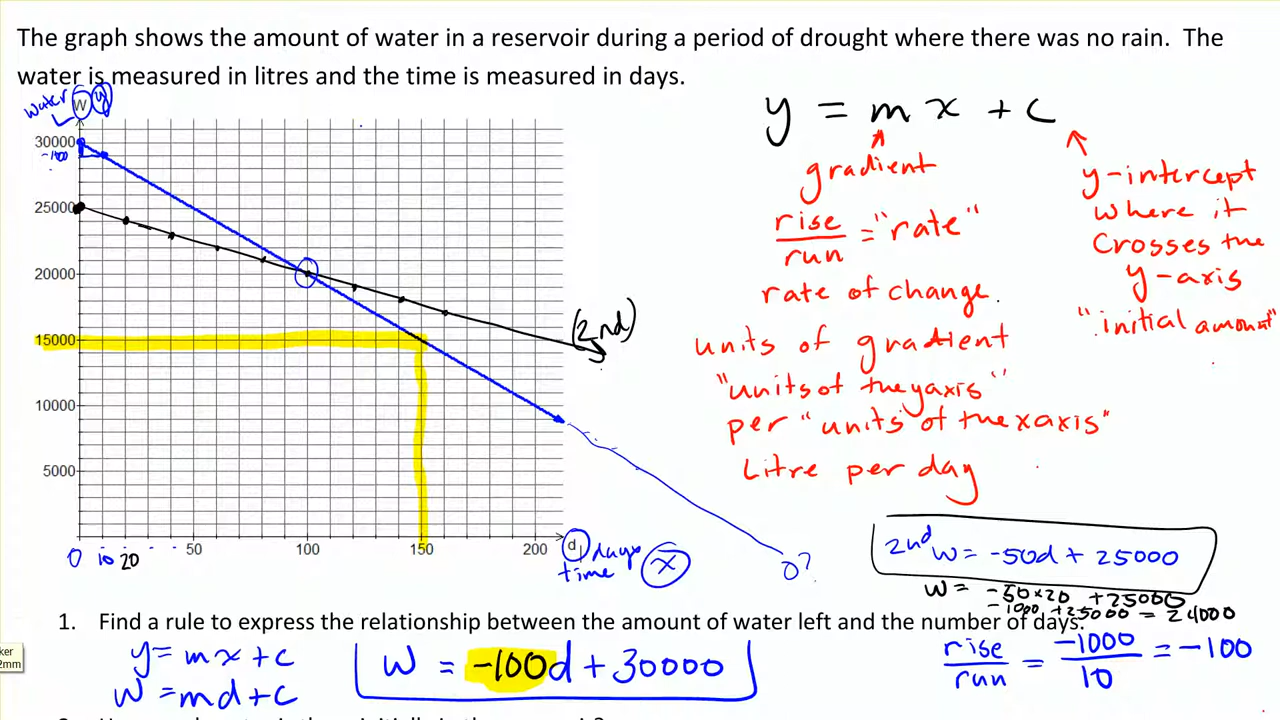 The graph shows the amount of water in a reservoir during a period of drought where there was no rain. The
water is measured in litres and the time is measured in days.
water W y
30000
-1000
25000
20000
15000
10000
5000
0 10 20 50 100 150 200 d days
time x
(2nd)
0?
y = mx + c
gradient
rise/run = "rate"
rate of change.
units of gradient
"units of the y axis"
per "units of the x axis"
Litre per day
y-intercept
where it
crosses the
y-axis
"initial amount"
2nd W = -50d + 25000
W = -50×20 + 25000
-1000 + 25000 = 24000
1. Find a rule to express the relationship between the amount of water left and the number of days.
y = mx + c
W = md + c
W = -100d + 30000
rise/run = -1000/10 = -100
ker
2mm